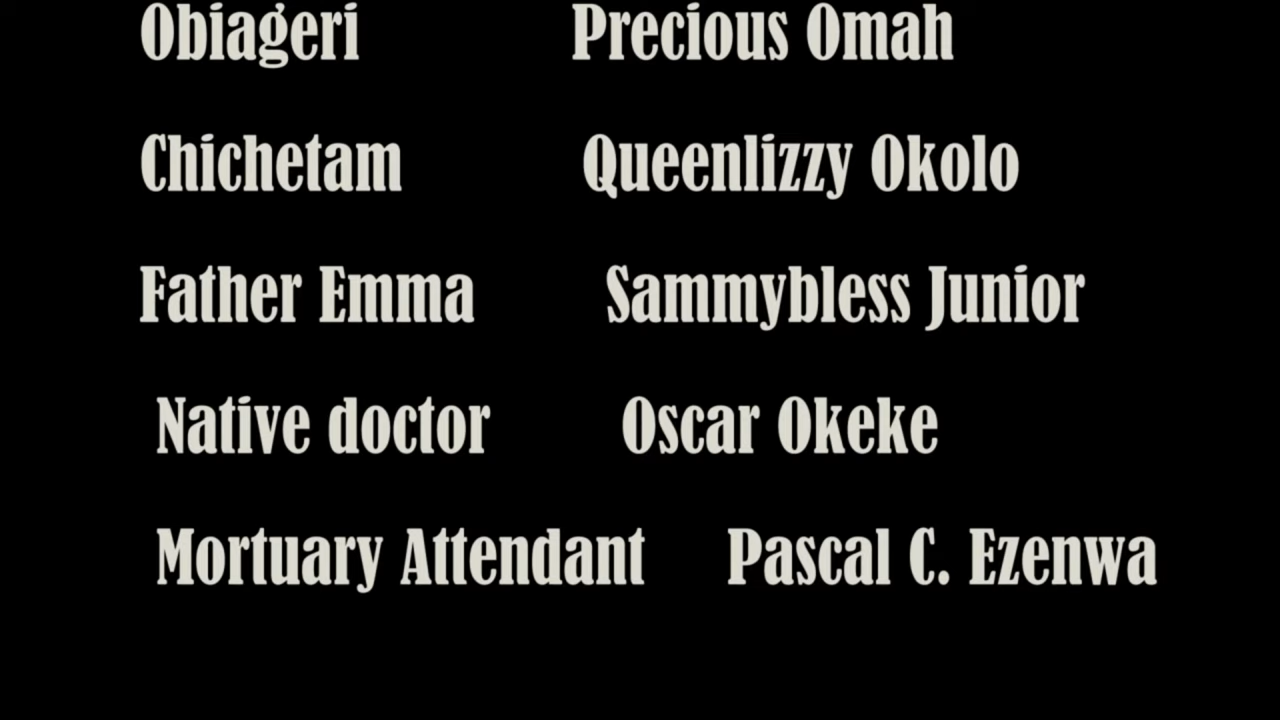 Obiageri Precious Omah
Chichetam Queenlizzy Okolo
Father Emma Sammybless Junior
Native doctor Oscar Okeke
Mortuary Attendant Pascal C. Ezenwa